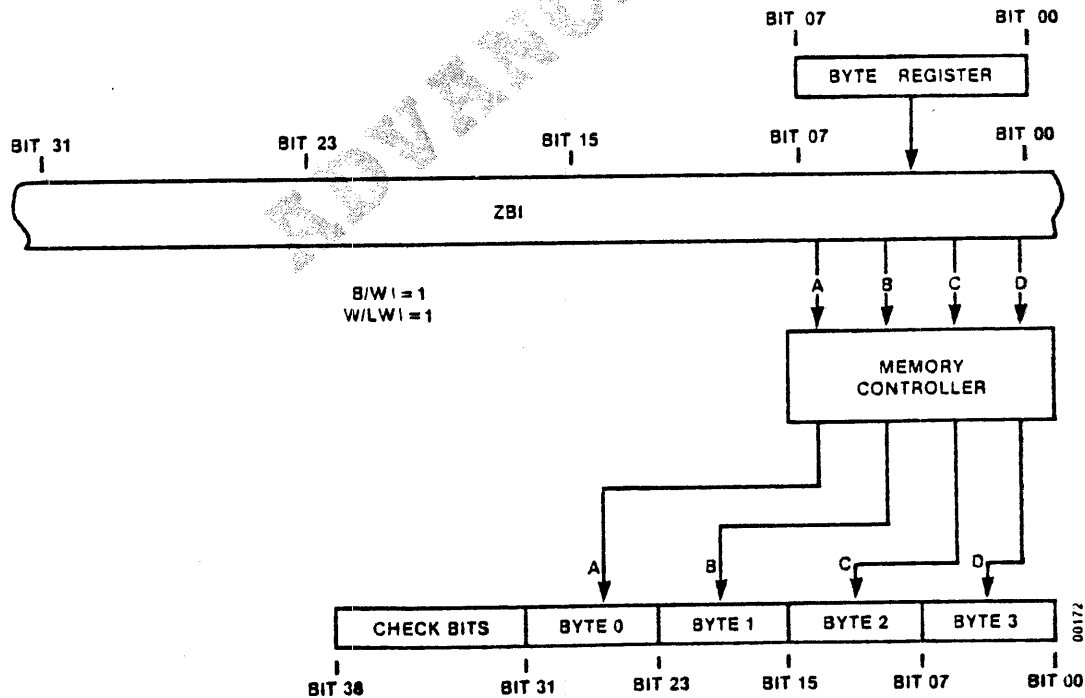 BIT 07 BIT 00
BYTE REGISTER
BIT 31 BIT 23 BIT 15 BIT 07 BIT 00
ZBI
A B C D
B/W I = 1
W/LW I = 1
MEMORY
CONTROLLER
A B C D
CHECK BITS BYTE 0 BYTE 1 BYTE 2 BYTE 3
BIT 38 BIT 31 BIT 23 BIT 15 BIT 07 BIT 00
00172
ADVANC